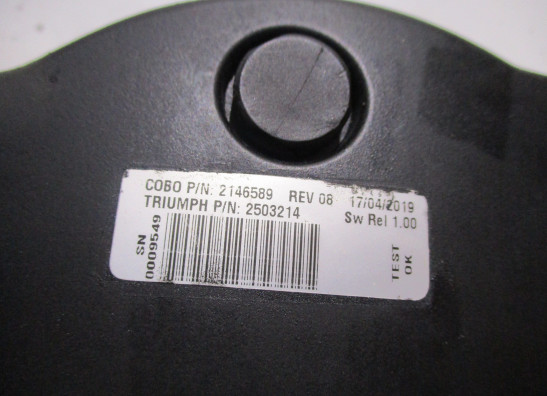 COBO P/N: 2146589 REV 08 17/04/2019
TRIUMPH P/N: 2503214 Sw Rel 1.00
SN 0009549
TEST OK